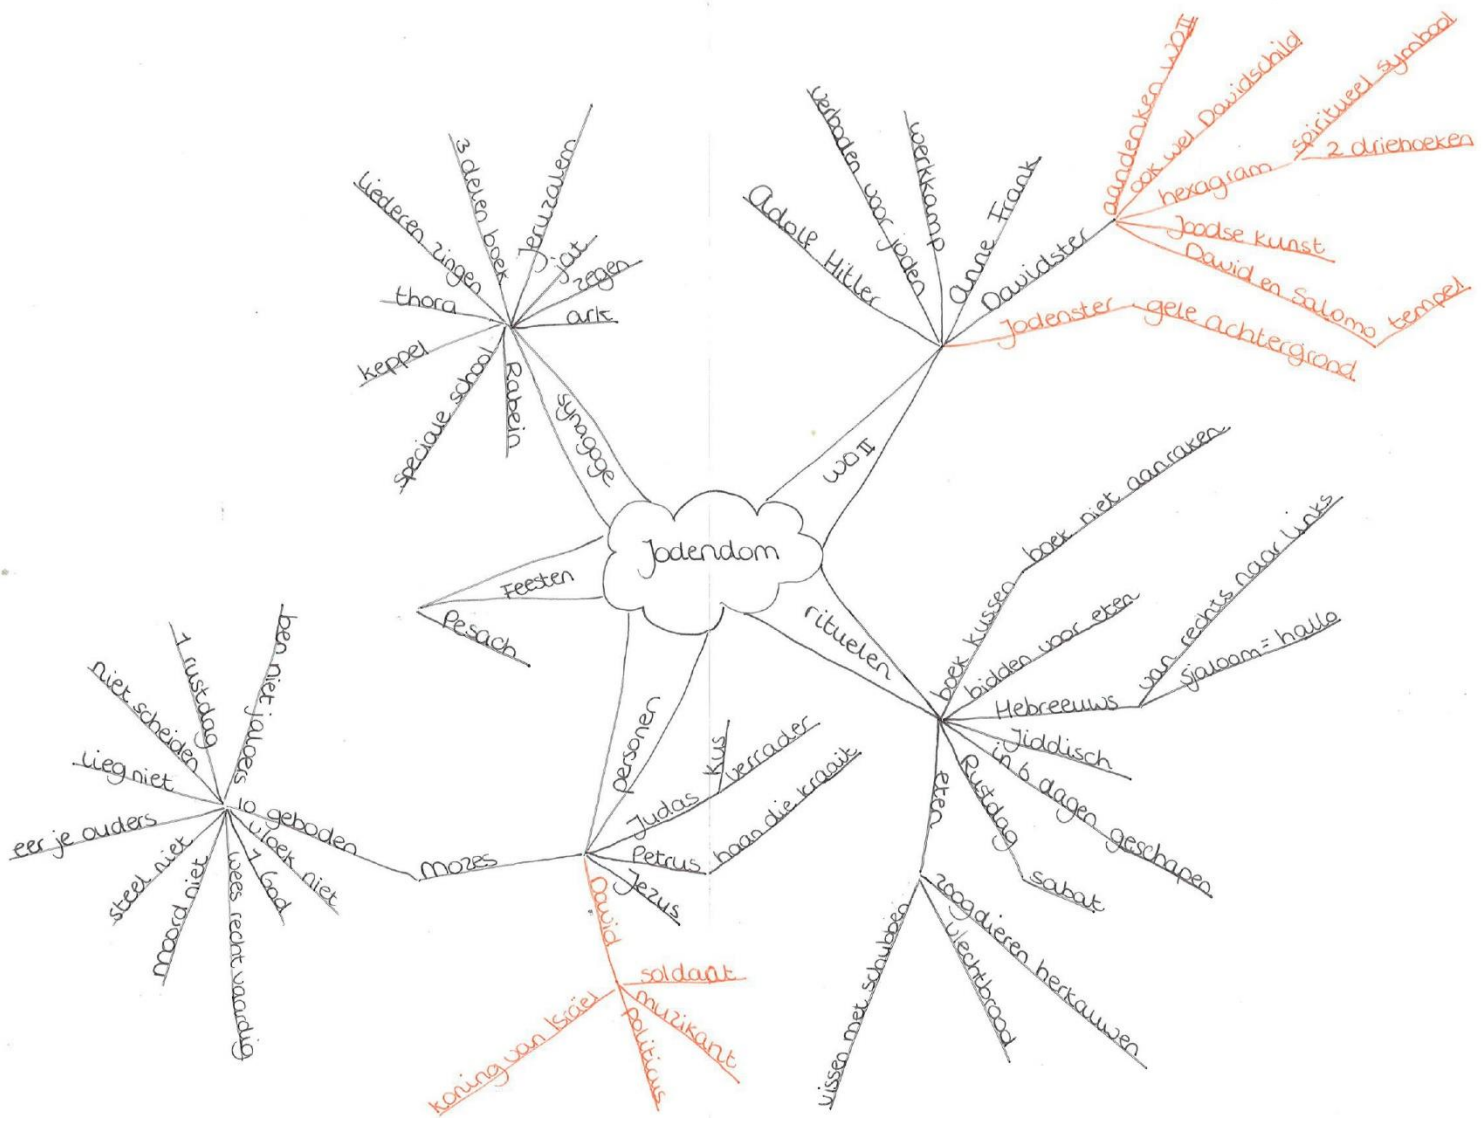 Jodendom
synagoge
liederen zingen
3 delen boek
Jeruzalem
jat
zegen
ark
thora
keppel
speciale school
Rabein
WO II
Adolf Hitler
verboden voor joden
werkkamp
Anne Frank
Davidster
aandenken WO II
ook wel Davidschild
hexagram
spiritueel symbool
2 driehoeken
Joodse kunst
David en Salomo
tempel
Jodenster
gele achtergrond
rituelen
boek kussen
boek niet aanraken
bidden voor eten
Hebreeuws
van rechts naar links
sjaloom = hallo
Jiddisch
in 6 dagen geschapen
Rustdag
sabat
eten
zoogdieren herkauwen
vlechtbrood
vissen met schubben
personen
Judas
kus
verrader
Petrus
haan die kraait
Jezus
David
soldaat
muzikant
politicus
koning van Israël
Mozes
10 geboden
ben niet jaloers
1 rustdag
niet scheiden
lieg niet
eer je ouders
steel niet
moord niet
wees rechtvaardig
1 God
vloek niet
Feesten
Pesach